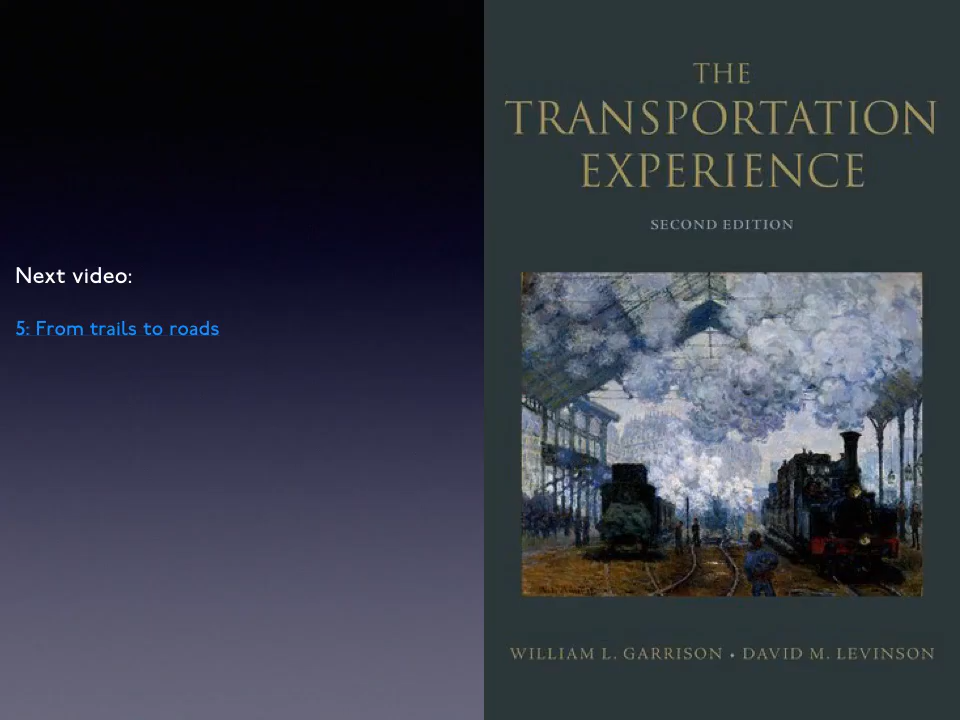 Next video:
5: From trails to roads
THE
TRANSPORTATION
EXPERIENCE
SECOND EDITION
WILLIAM L. GARRISON • DAVID M. LEVINSON